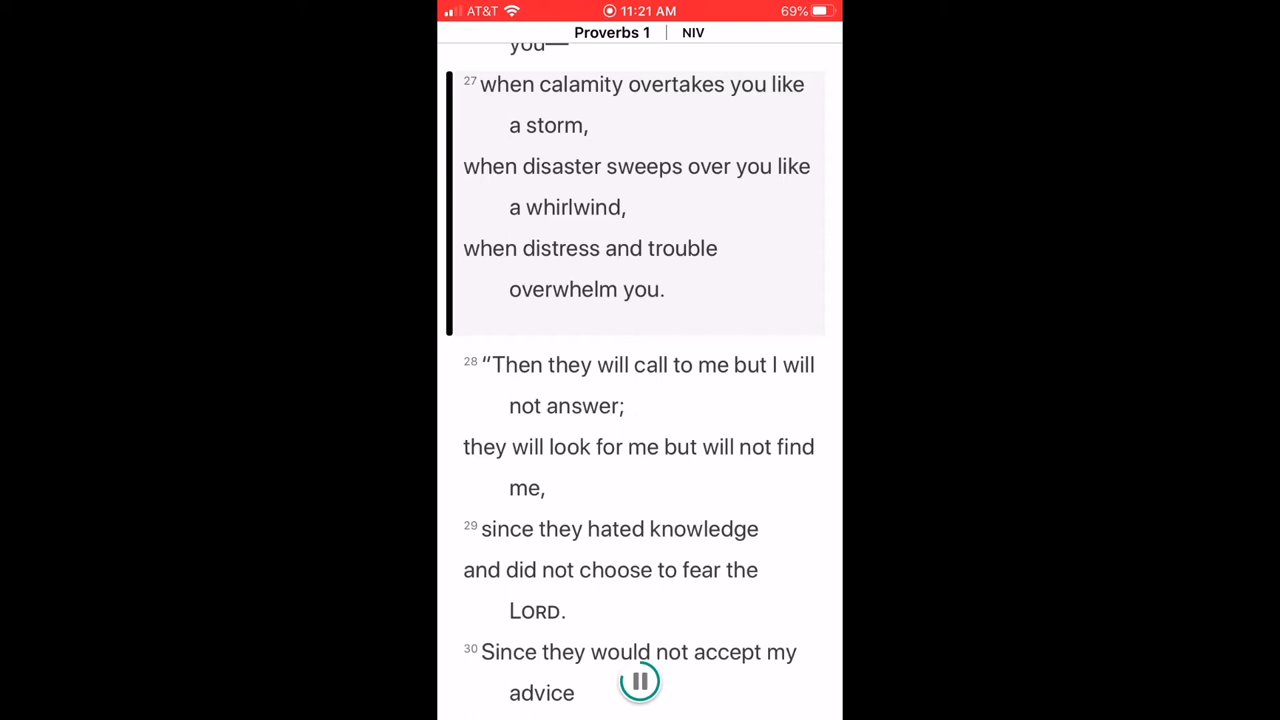 AT&T 11:21 AM 69%
Proverbs 1 | NIV
you—
27 when calamity overtakes you like
a storm,
when disaster sweeps over you like
a whirlwind,
when distress and trouble
overwhelm you.
28 “Then they will call to me but I will
not answer;
they will look for me but will not find
me,
29 since they hated knowledge
and did not choose to fear the
LORD.
30 Since they would not accept my
advice